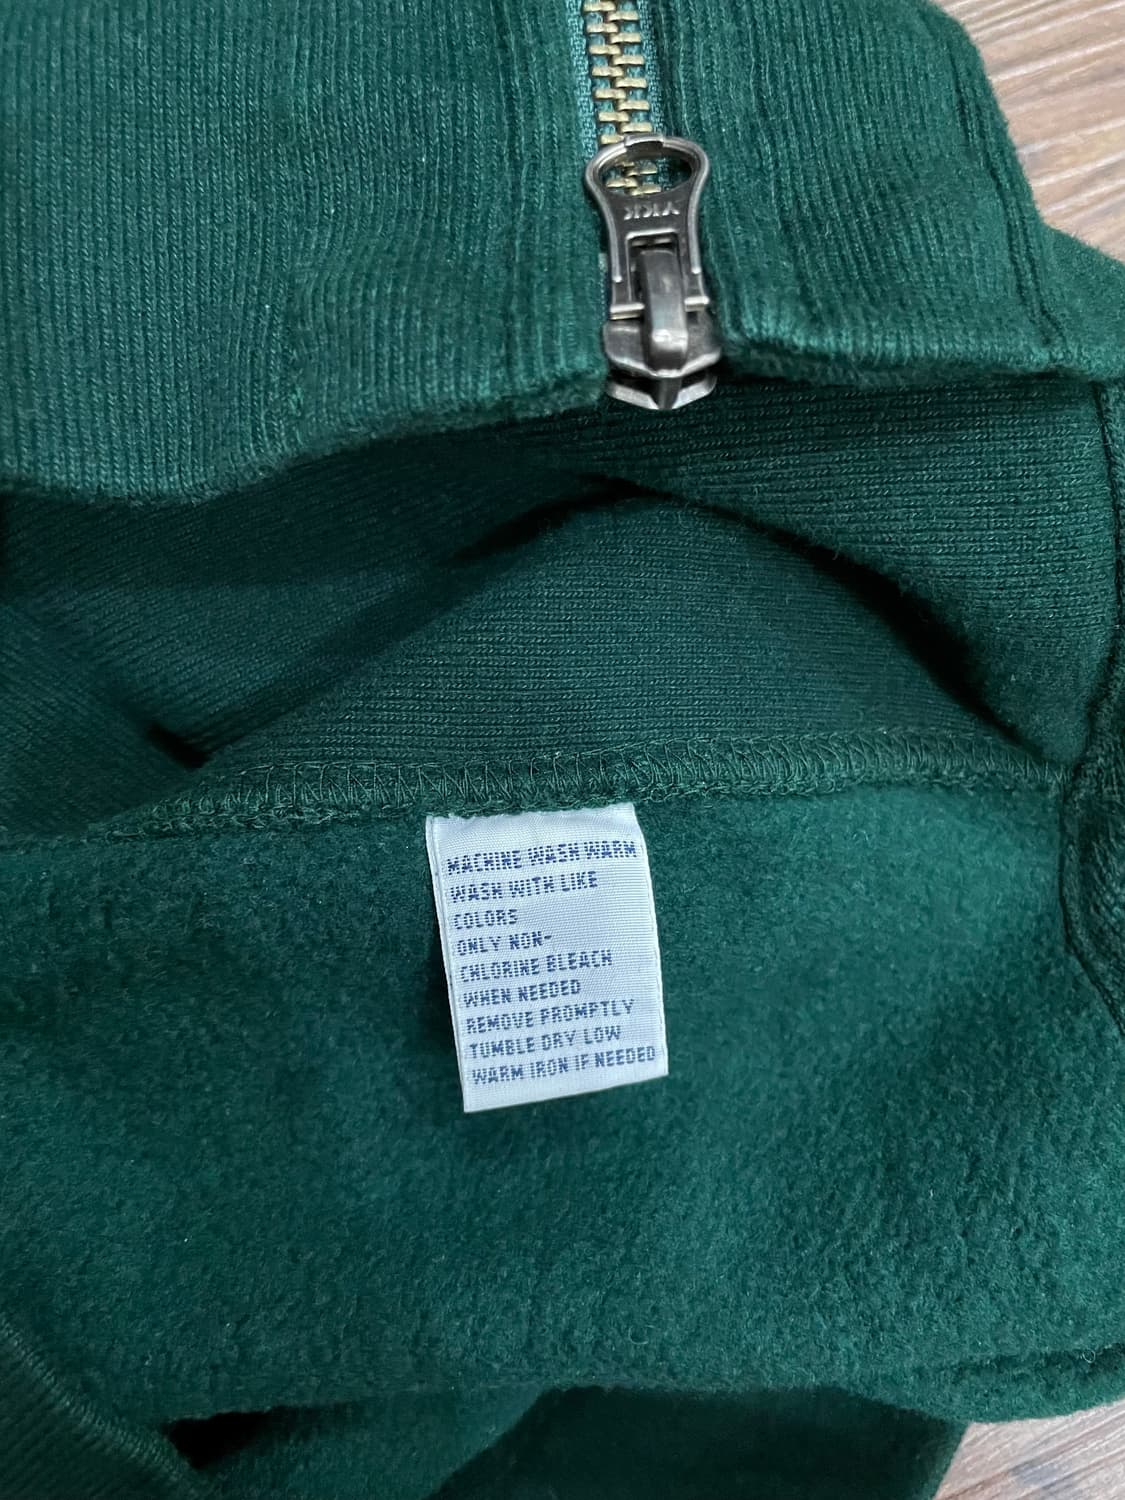 YKK
MACHINE WASH WARM
WASH WITH LIKE
COLORS
ONLY NON-
CHLORINE BLEACH
WHEN NEEDED
REMOVE PROMPTLY
TUMBLE DRY LOW
WARM IRON IF NEEDED